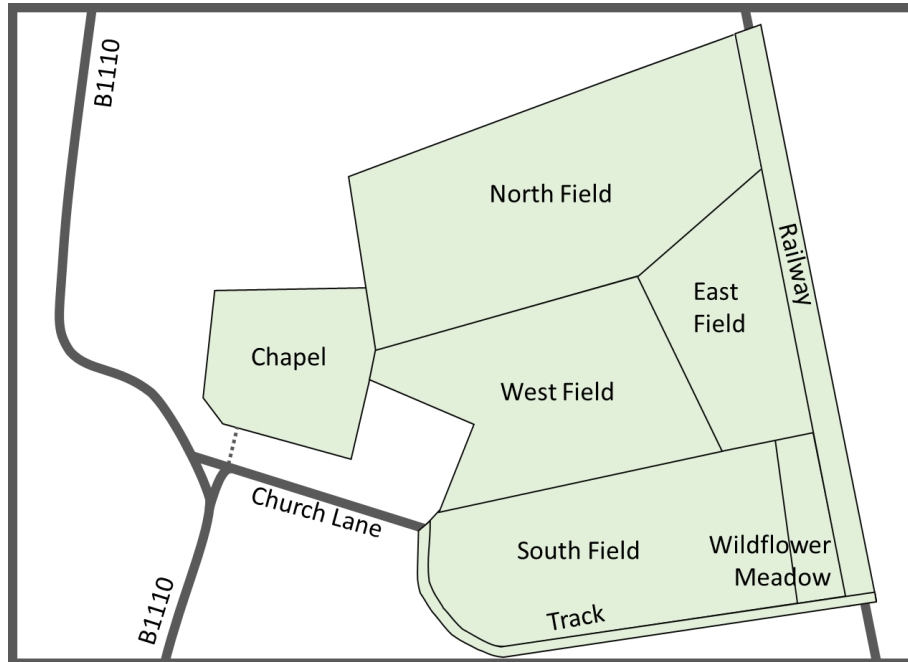 B1110
North Field
Railway
East
Field
Chapel
West Field
Church Lane
South Field
Wildflower
Meadow
B1110
Track